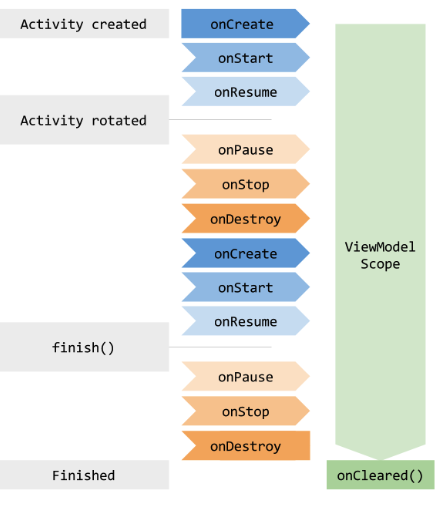 Activity created
onCreate
onStart
onResume
Activity rotated
onPause
onStop
onDestroy
onCreate
onStart
onResume
finish()
onPause
onStop
onDestroy
Finished
ViewModel
Scope
onCleared()